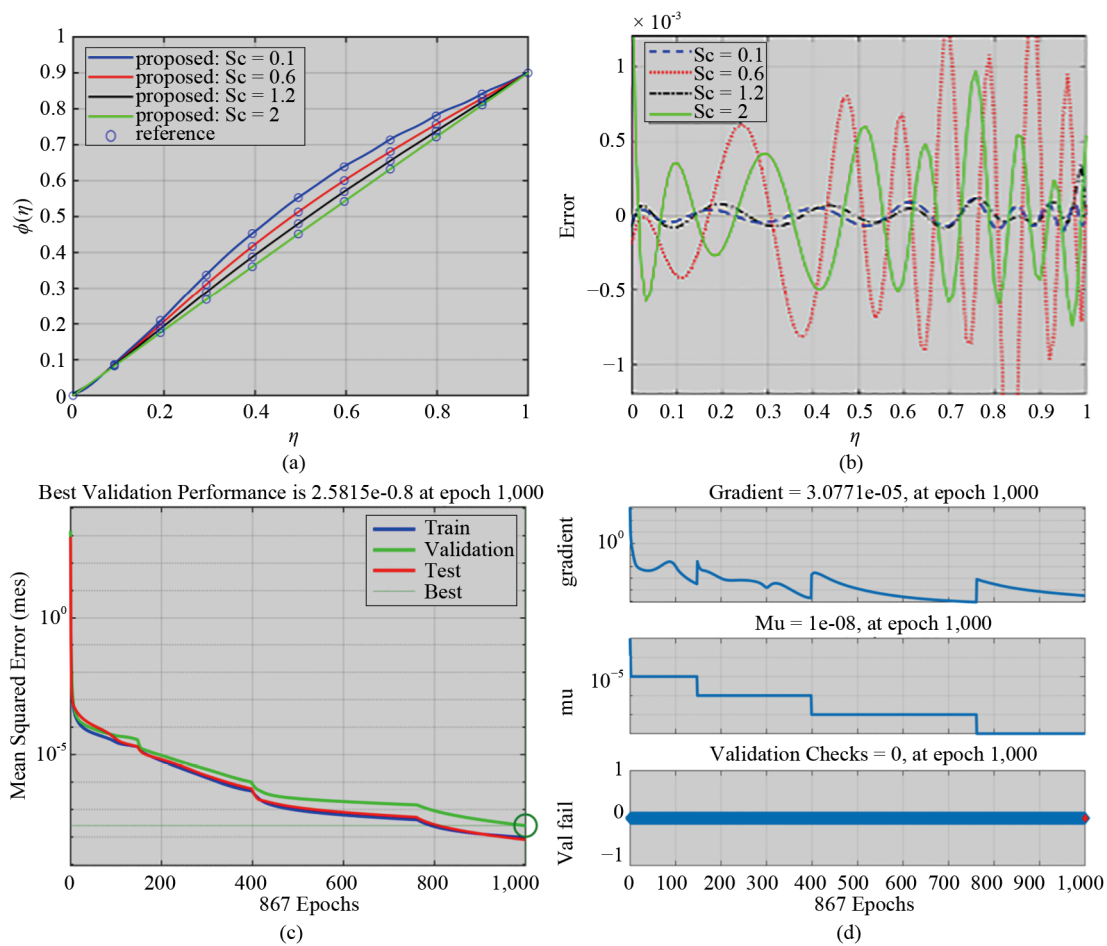 1
0.9
0.8
0.7
0.6
0.5
0.4
0.3
0.2
0.1
0
ϕ(η)
proposed: Sc = 0.1
proposed: Sc = 0.6
proposed: Sc = 1.2
proposed: Sc = 2
reference
0 0.2 0.4 0.6 0.8 1
η
(a)
× 10⁻³
1
0.5
0
−0.5
−1
Error
Sc = 0.1
Sc = 0.6
Sc = 1.2
Sc = 2
0 0.1 0.2 0.3 0.4 0.5 0.6 0.7 0.8 0.9 1
η
(b)
Best Validation Performance is 2.5815e-0.8 at epoch 1,000
Mean Squared Error (mes)
10⁰
10⁻⁵
Train
Validation
Test
Best
0 200 400 600 800 1,000
867 Epochs
(c)
Gradient = 3.0771e-05, at epoch 1,000
gradient
10⁰
Mu = 1e-08, at epoch 1,000
mu
10⁻⁵
Validation Checks = 0, at epoch 1,000
Val fail
1
0
−1
0 100 200 300 400 500 600 700 800 900 1,000
867 Epochs
(d)